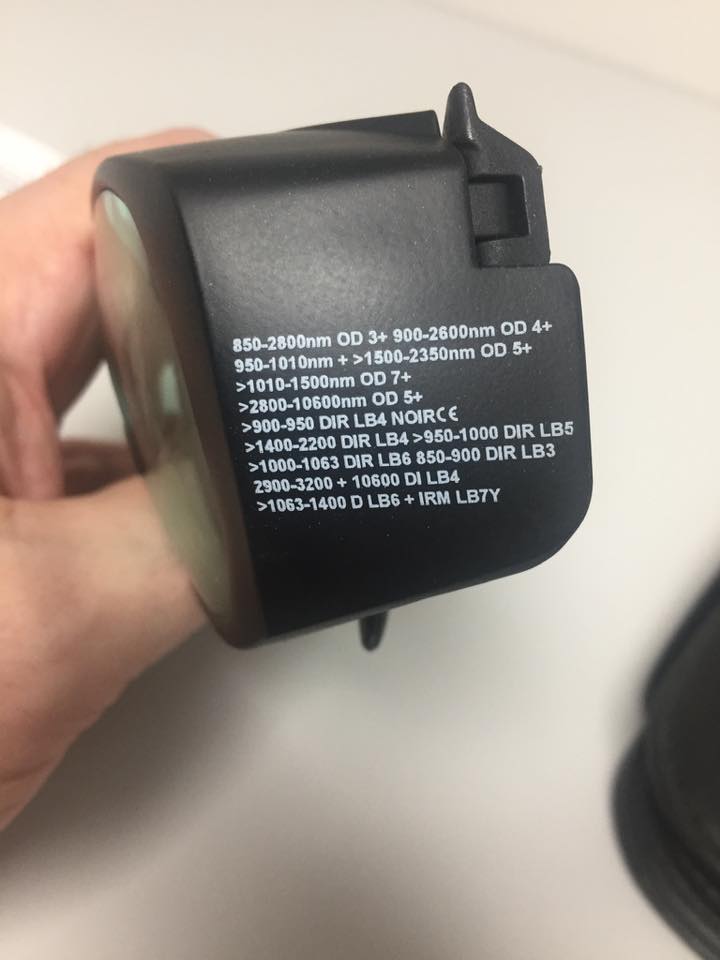 850-2800nm OD 3+ 900-2600nm OD 4+
950-1010nm + >1500-2350nm OD 5+
>1010-1500nm OD 7+
>2800-10600nm OD 5+
>900-950 DIR LB4 NOIR CE
>1400-2200 DIR LB4 >950-1000 DIR LB5
>1000-1063 DIR LB6 850-900 DIR LB3
2900-3200 + 10600 DI LB4
>1063-1400 D LB6 + IRM LB7Y